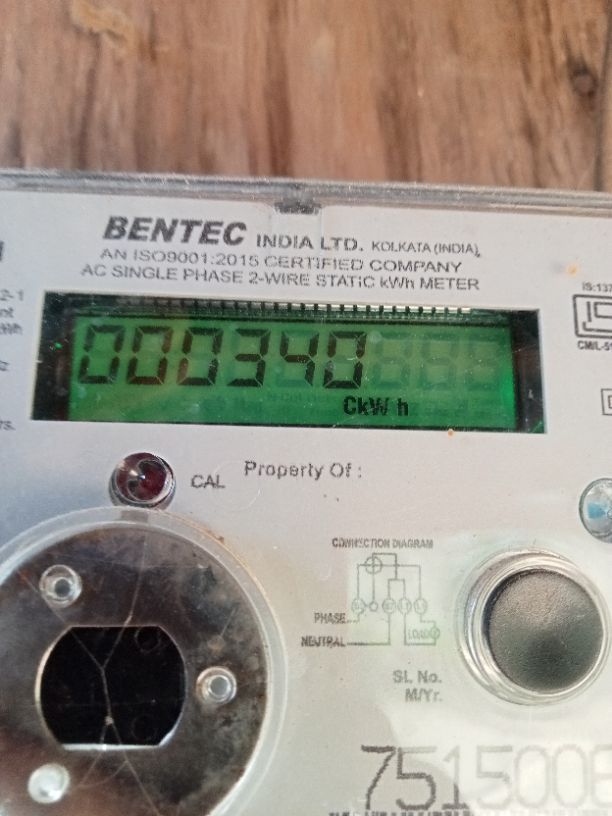 BENTEC INDIA LTD. KOLKATA (INDIA)
AN ISO9001:2015 CERTIFIED COMPANY
AC SINGLE PHASE 2-WIRE STATIC kWh METER
000340
CkW h
CAL
Property Of :
CONNECTION DIAGRAM
PHASE
NEUTRAL
LOAD
SL. No.
M/Yr.
751500